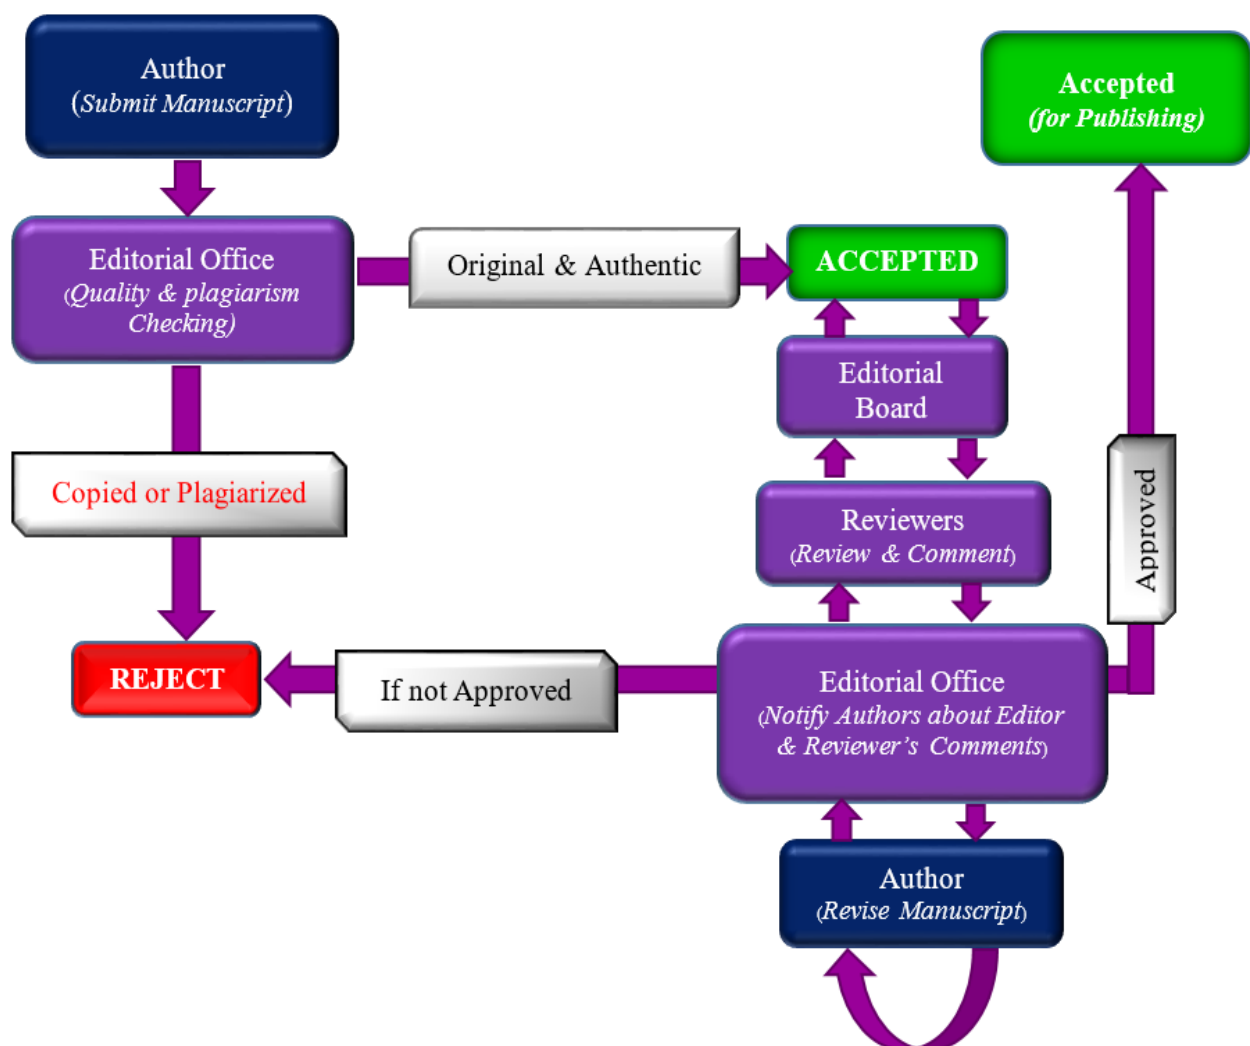 Author
(Submit Manuscript)
Accepted
(for Publishing)
Editorial Office
(Quality & plagiarism
Checking)
Original & Authentic
ACCEPTED
Editorial
Board
Copied or Plagiarized
Reviewers
(Review & Comment)
Approved
REJECT
If not Approved
Editorial Office
(Notify Authors about Editor
& Reviewer’s Comments)
Author
(Revise Manuscript)